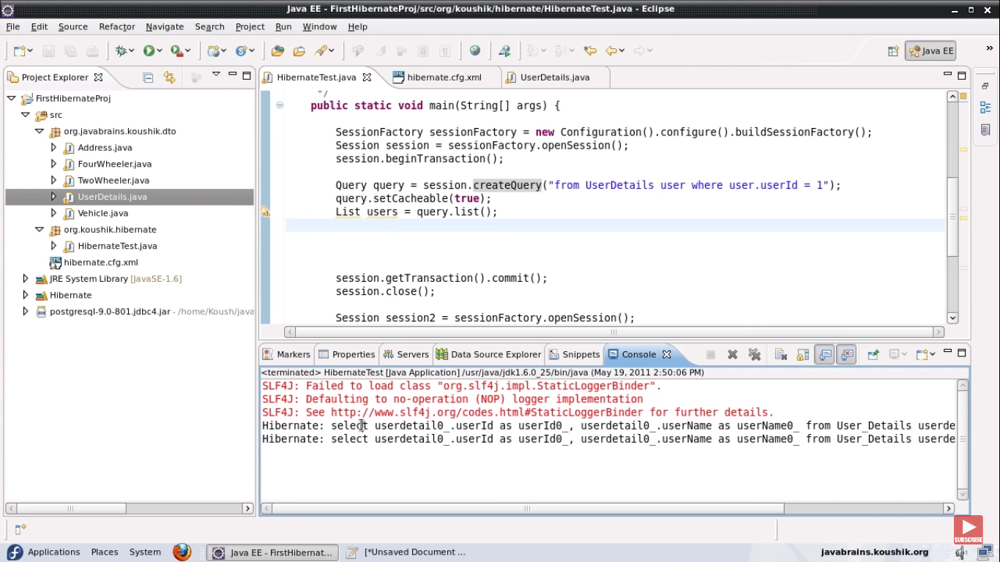 Java EE - FirstHibernateProj/src/org/koushik/hibernate/HibernateTest.java - Eclipse
File Edit Source Refactor Navigate Search Project Run Window Help
Java EE
Project Explorer
FirstHibernateProj
src
org.javabrains.koushik.dto
Address.java
FourWheeler.java
TwoWheeler.java
UserDetails.java
Vehicle.java
org.koushik.hibernate
HibernateTest.java
hibernate.cfg.xml
JRE System Library [JavaSE-1.6]
Hibernate
postgresql-9.0-801.jdbc4.jar - /home/Koush/java
HibernateTest.java hibernate.cfg.xml UserDetails.java
*/
public static void main(String[] args) {
SessionFactory sessionFactory = new Configuration().configure().buildSessionFactory();
Session session = sessionFactory.openSession();
session.beginTransaction();
Query query = session.createQuery("from UserDetails user where user.userId = 1");
query.setCacheable(true);
List users = query.list();
session.getTransaction().commit();
session.close();
Session session2 = sessionFactory.openSession();
Markers Properties Servers Data Source Explorer Snippets Console
<terminated> HibernateTest [Java Application] /usr/java/jdk1.6.0_25/bin/java (May 19, 2011 2:50:06 PM)
SLF4J: Failed to load class "org.slf4j.impl.StaticLoggerBinder".
SLF4J: Defaulting to no-operation (NOP) logger implementation
SLF4J: See http://www.slf4j.org/codes.html#StaticLoggerBinder for further details.
Hibernate: select userdetail0_.userId as userId0_, userdetail0_.userName as userName0_ from User_Details userde
Hibernate: select userdetail0_.userId as userId0_, userdetail0_.userName as userName0_ from User_Details userde
SUBSCRIBE
Applications Places System Java EE - FirstHibernat... [*Unsaved Document ... javabrains.koushik.org